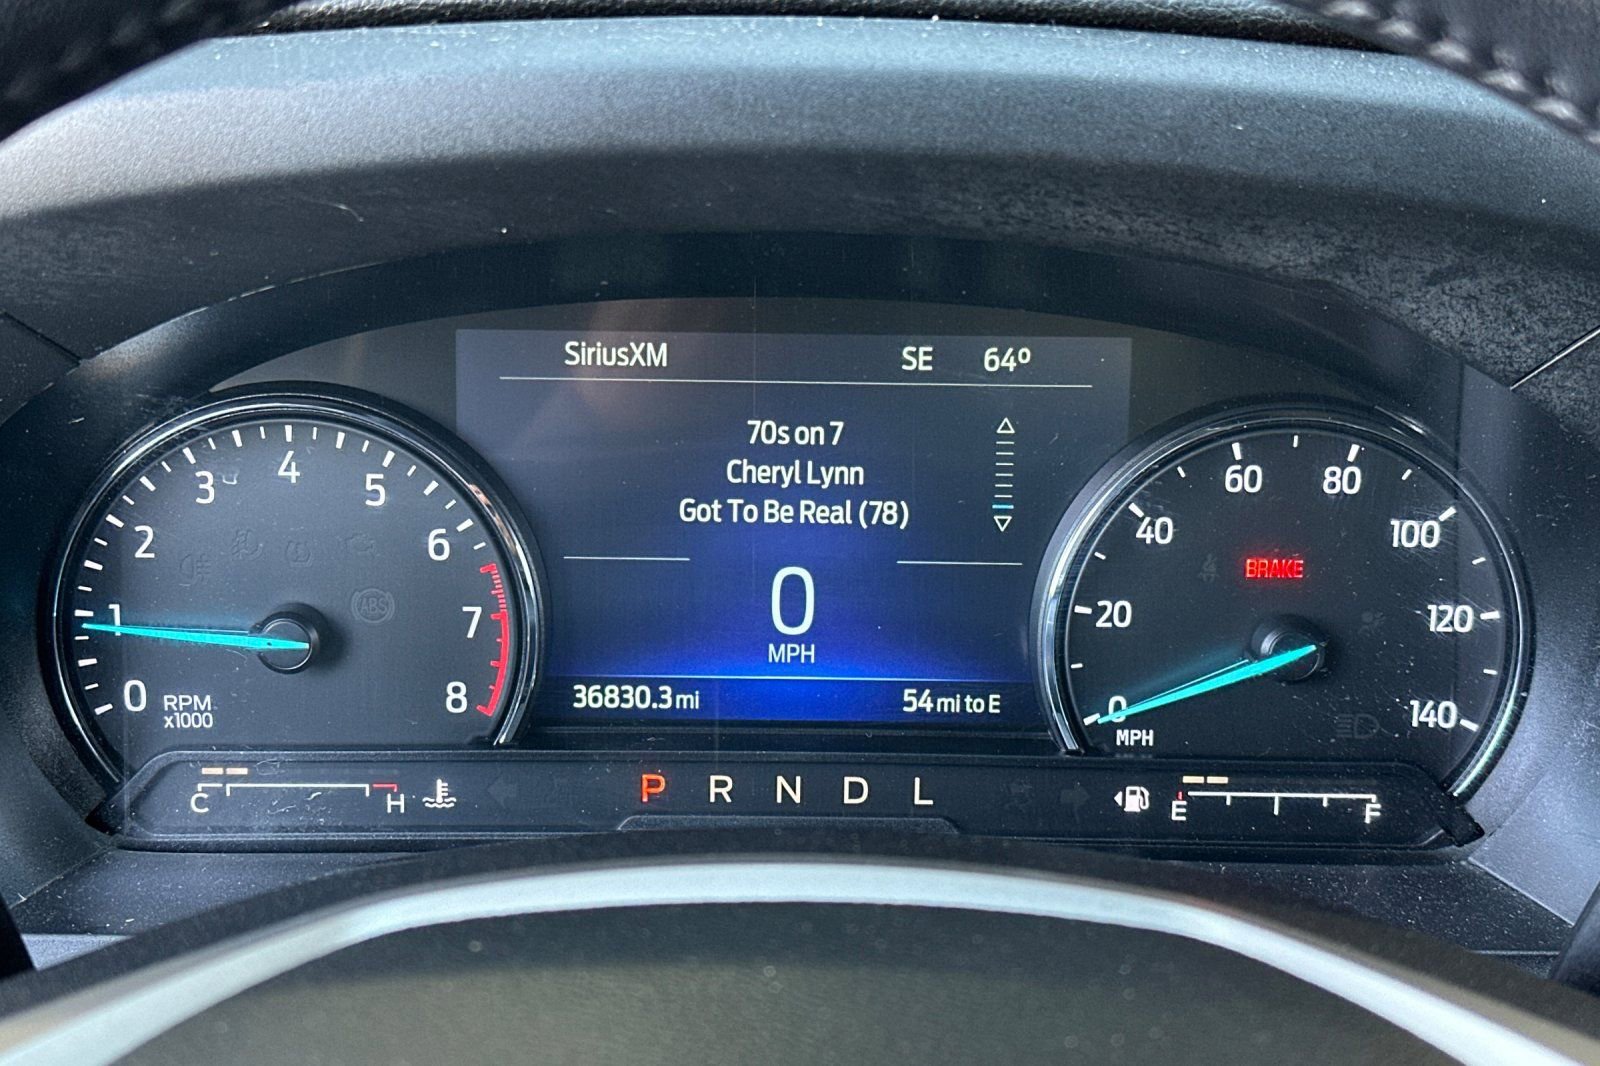 SiriusXM SE 64°
70s on 7
Cheryl Lynn
Got To Be Real (78)
0
MPH
36830.3 mi 54 mi to E
0 1 2 3 4 5 6 7 8
RPM
x1000
ABS
0 20 40 60 80 100 120 140
BRAKE
MPH
C H P R N D L E F